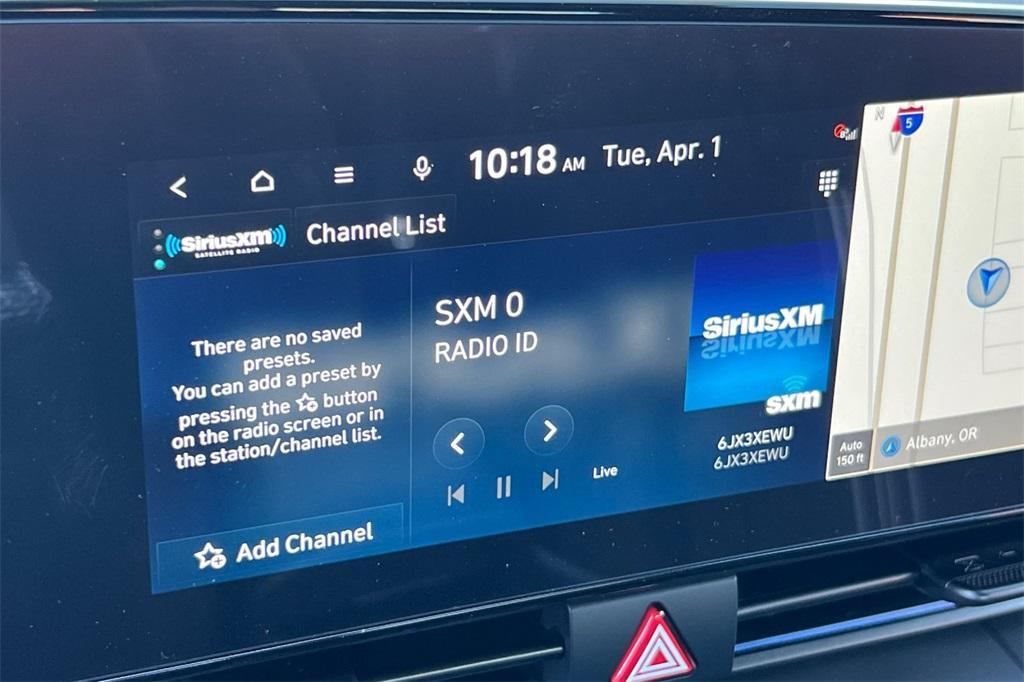 10:18 AM Tue, Apr. 1
N
5
SiriusXM
SATELLITE RADIO
Channel List
There are no saved
presets.
You can add a preset by
pressing the button
on the radio screen or in
the station/channel list.
Add Channel
SXM 0
RADIO ID
Live
SiriusXM
sxm
6JX3XEWU
6JX3XEWU
Auto
150 ft
Albany, OR